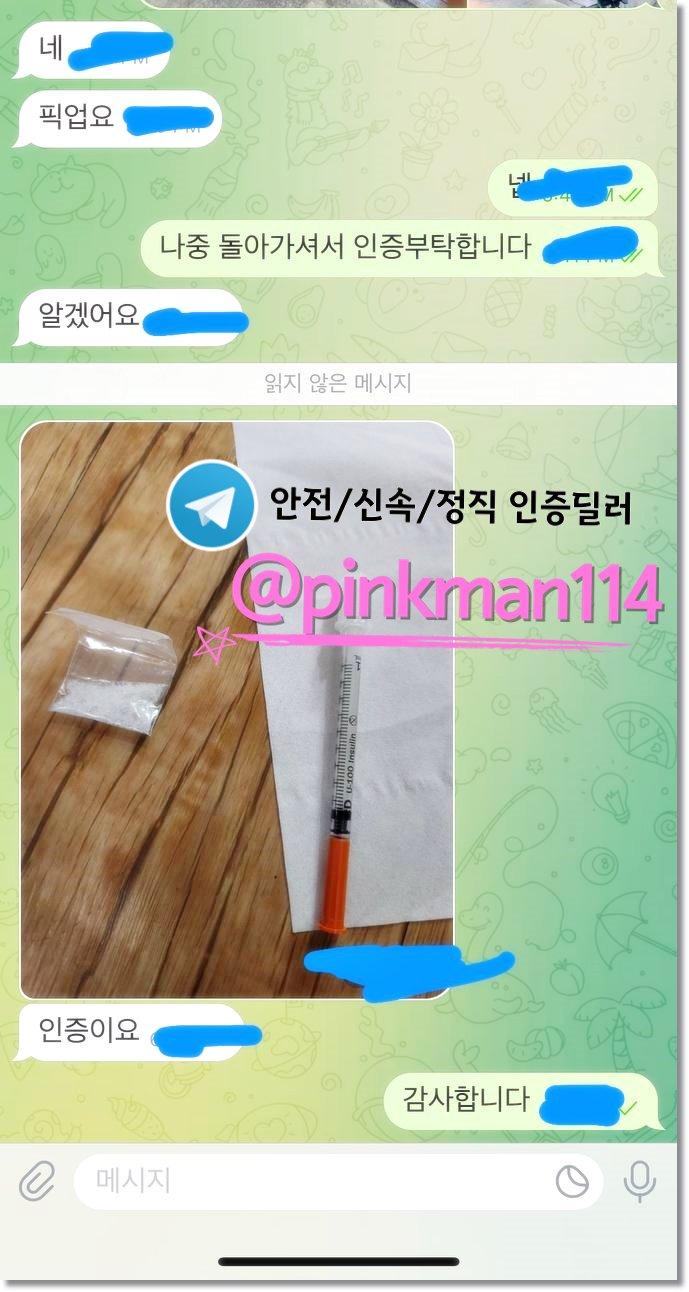 네
픽업요
넵
나중 돌아가셔서 인증부탁합니다
알겠어요
읽지 않은 메시지
안전/신속/정직 인증딜러
@pinkman114
U-100 Insulin
인증이요
감사합니다
메시지